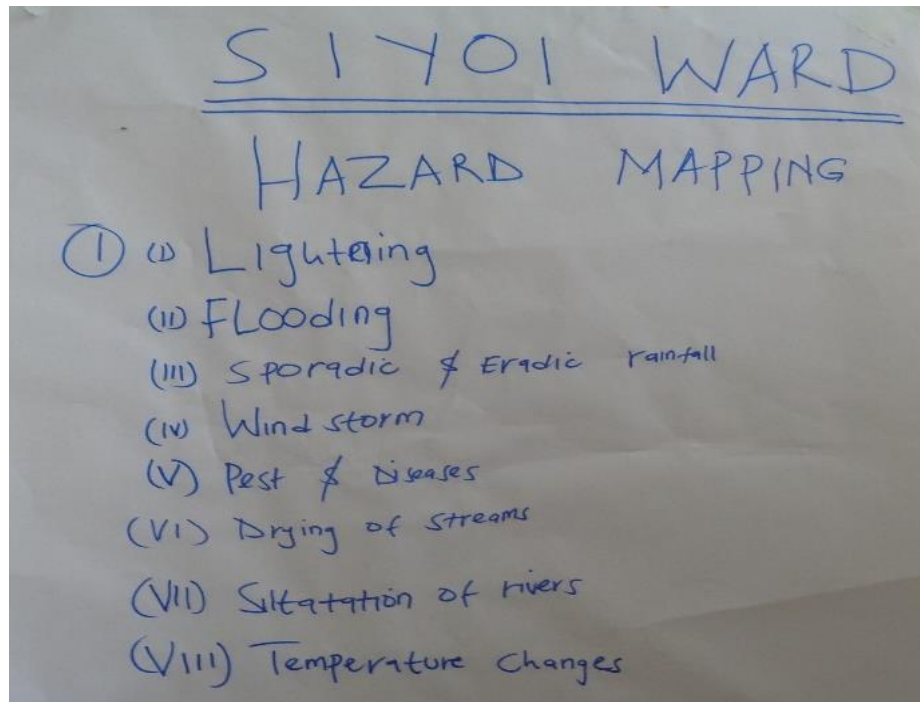 SIYOI WARD
HAZARD MAPPING
① (I) Lightening
(II) FLooding
(III) Sporadic & Eradic rainfall
(IV) Wind storm
(V) Pest & Diseases
(VI) Drying of streams
(VII) Siltatation of rivers
(VIII) Temperature changes